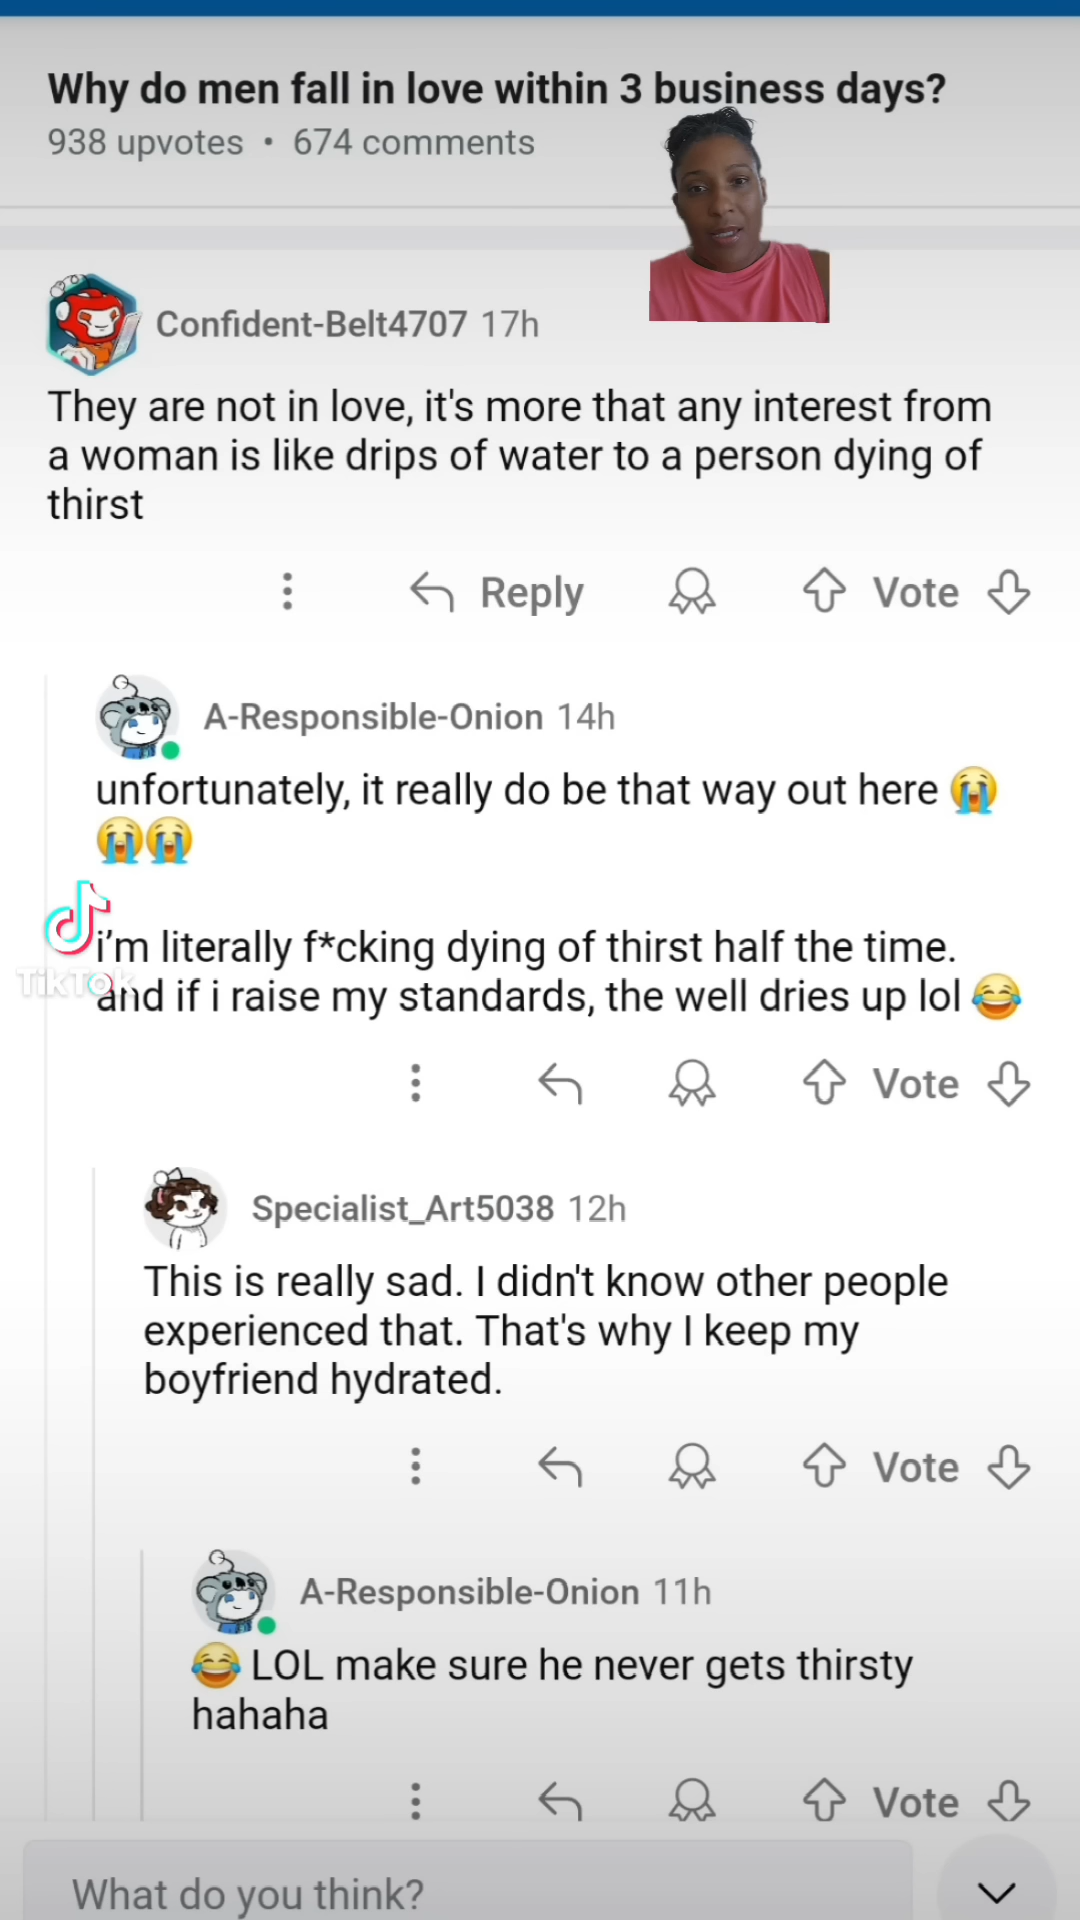 Why do men fall in love within 3 business days?
938 upvotes • 674 comments
Confident-Belt4707 17h
They are not in love, it's more that any interest from
a woman is like drips of water to a person dying of
thirst
Reply Vote
A-Responsible-Onion 14h
unfortunately, it really do be that way out here 😭
😭😭
i'm literally f*cking dying of thirst half the time.
TikTok
and if i raise my standards, the well dries up lol 😂
Vote
Specialist_Art5038 12h
This is really sad. I didn't know other people
experienced that. That's why I keep my
boyfriend hydrated.
Vote
A-Responsible-Onion 11h
😂 LOL make sure he never gets thirsty
hahaha
Vote
What do you think?